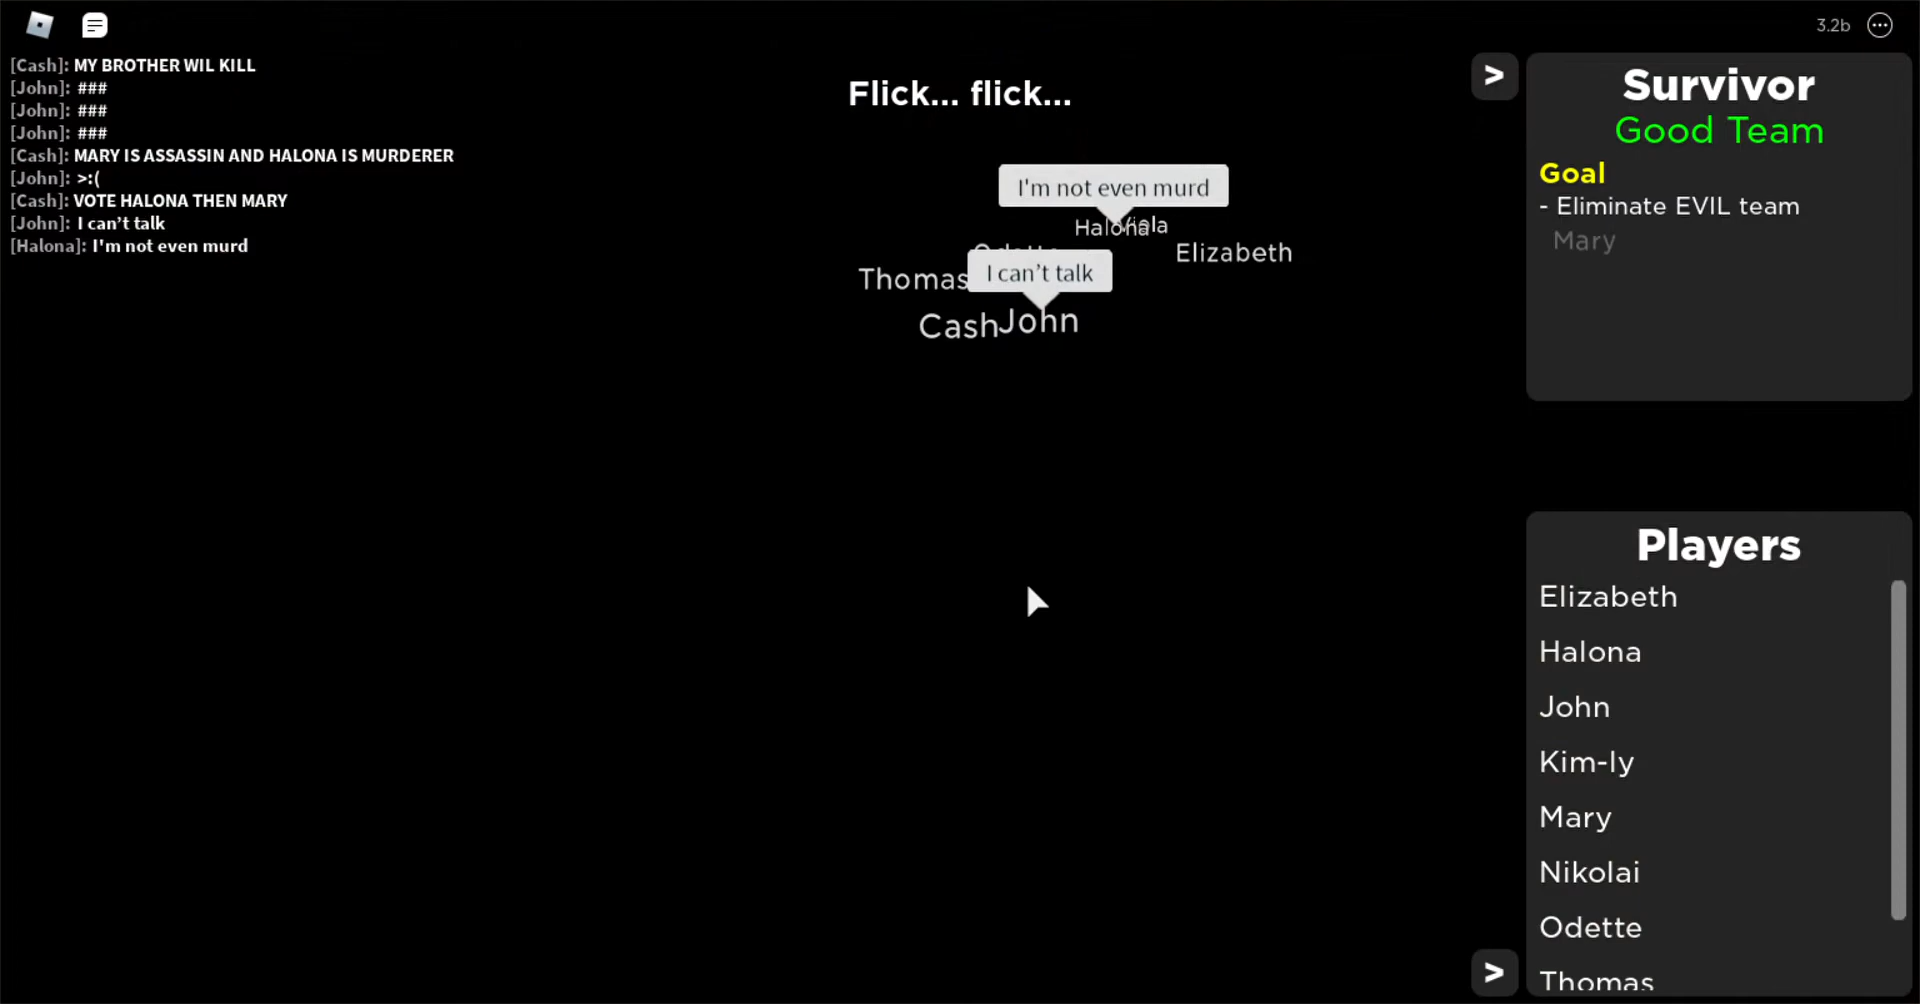 3.2b
[Cash]: MY BROTHER WIL KILL
[John]: ###
[John]: ###
[John]: ###
[Cash]: MARY IS ASSASSIN AND HALONA IS MURDERER
[John]: >:(
[Cash]: VOTE HALONA THEN MARY
[John]: I can’t talk
[Halona]: I'm not even murd
Flick... flick...
I'm not even murd
Halona
Elizabeth
Thomas
I can’t talk
Cash
John
>
Survivor
Good Team
Goal
- Eliminate EVIL team
Mary
Players
Elizabeth
Halona
John
Kim-ly
Mary
Nikolai
Odette
Thomas
>